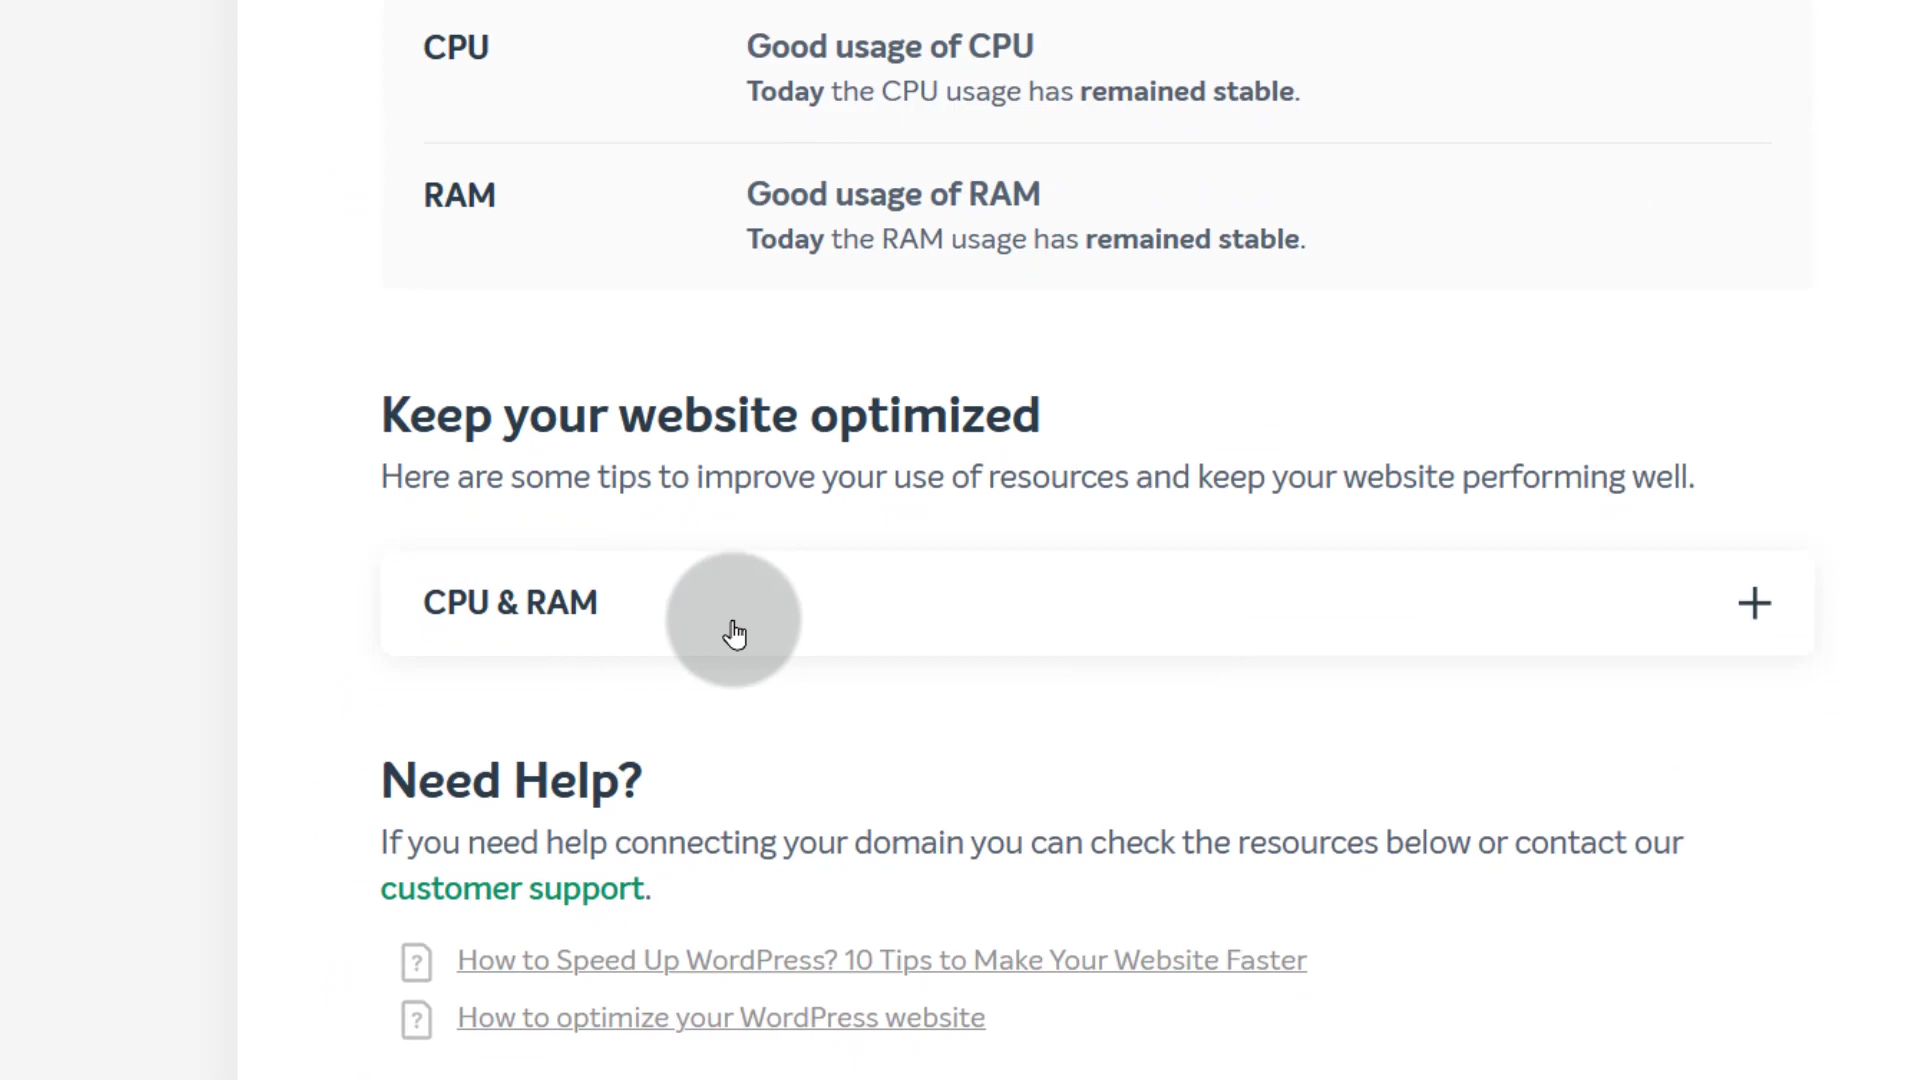 CPU
Good usage of CPU
Today the CPU usage has remained stable.
RAM
Good usage of RAM
Today the RAM usage has remained stable.
Keep your website optimized
Here are some tips to improve your use of resources and keep your website performing well.
CPU & RAM
Need Help?
If you need help connecting your domain you can check the resources below or contact our
customer support.
How to Speed Up WordPress? 10 Tips to Make Your Website Faster
How to optimize your WordPress website